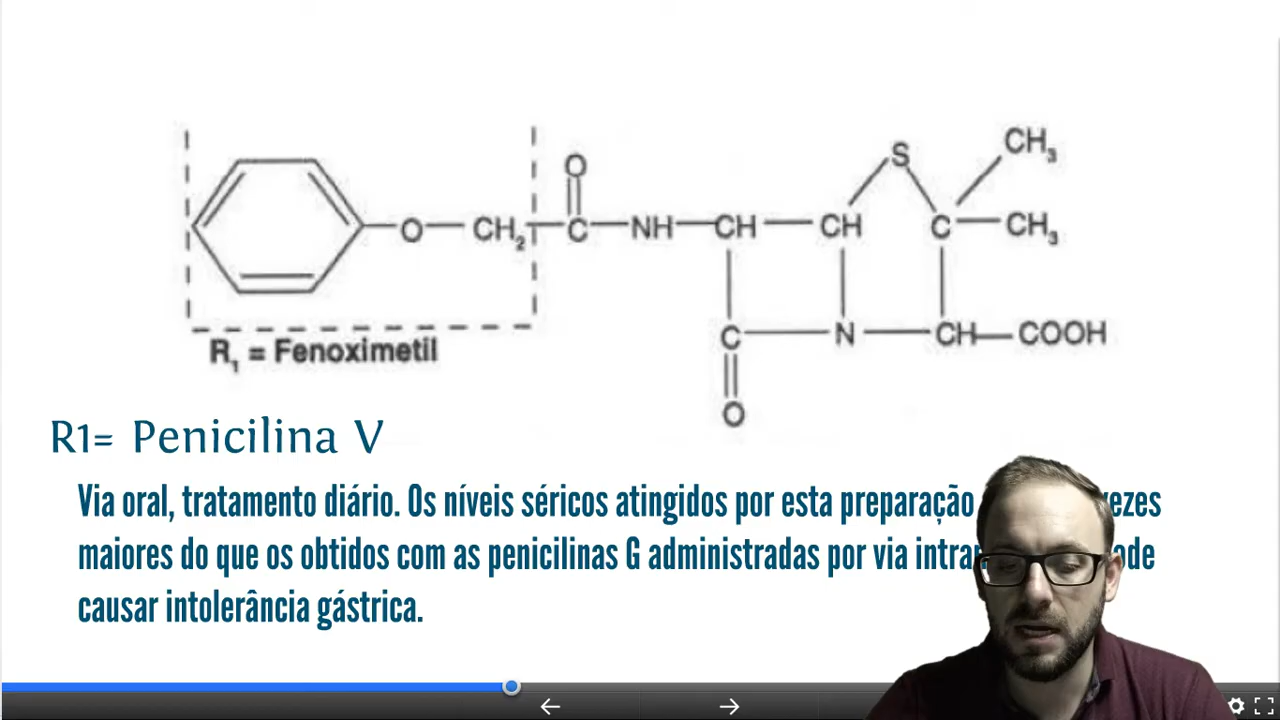 CH3
S
O
O CH2 C NH CH CH C CH3
C N CH COOH
O
R1 = Fenoximetil
R1= Penicilina V
Via oral, tratamento diário. Os níveis séricos atingidos por esta preparação
maiores do que os obtidos com as penicilinas G administradas por via
causar intolerância gástrica.